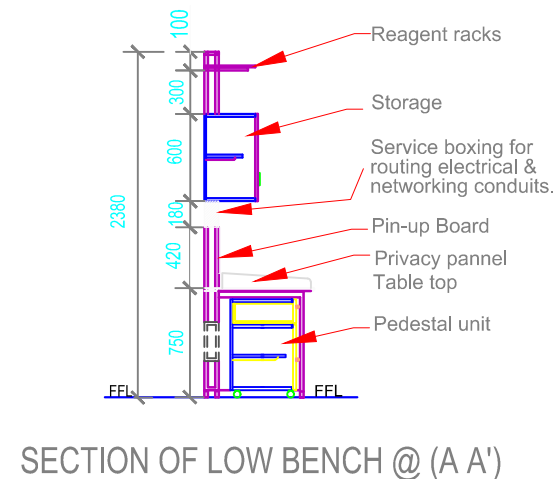 100
Reagent racks
300
Storage
600
Service boxing for
routing electrical &
networking conduits.
2380
180
Pin-up Board
420
Privacy pannel
Table top
750
Pedestal unit
FFL
FFL
SECTION OF LOW BENCH @ (A A')